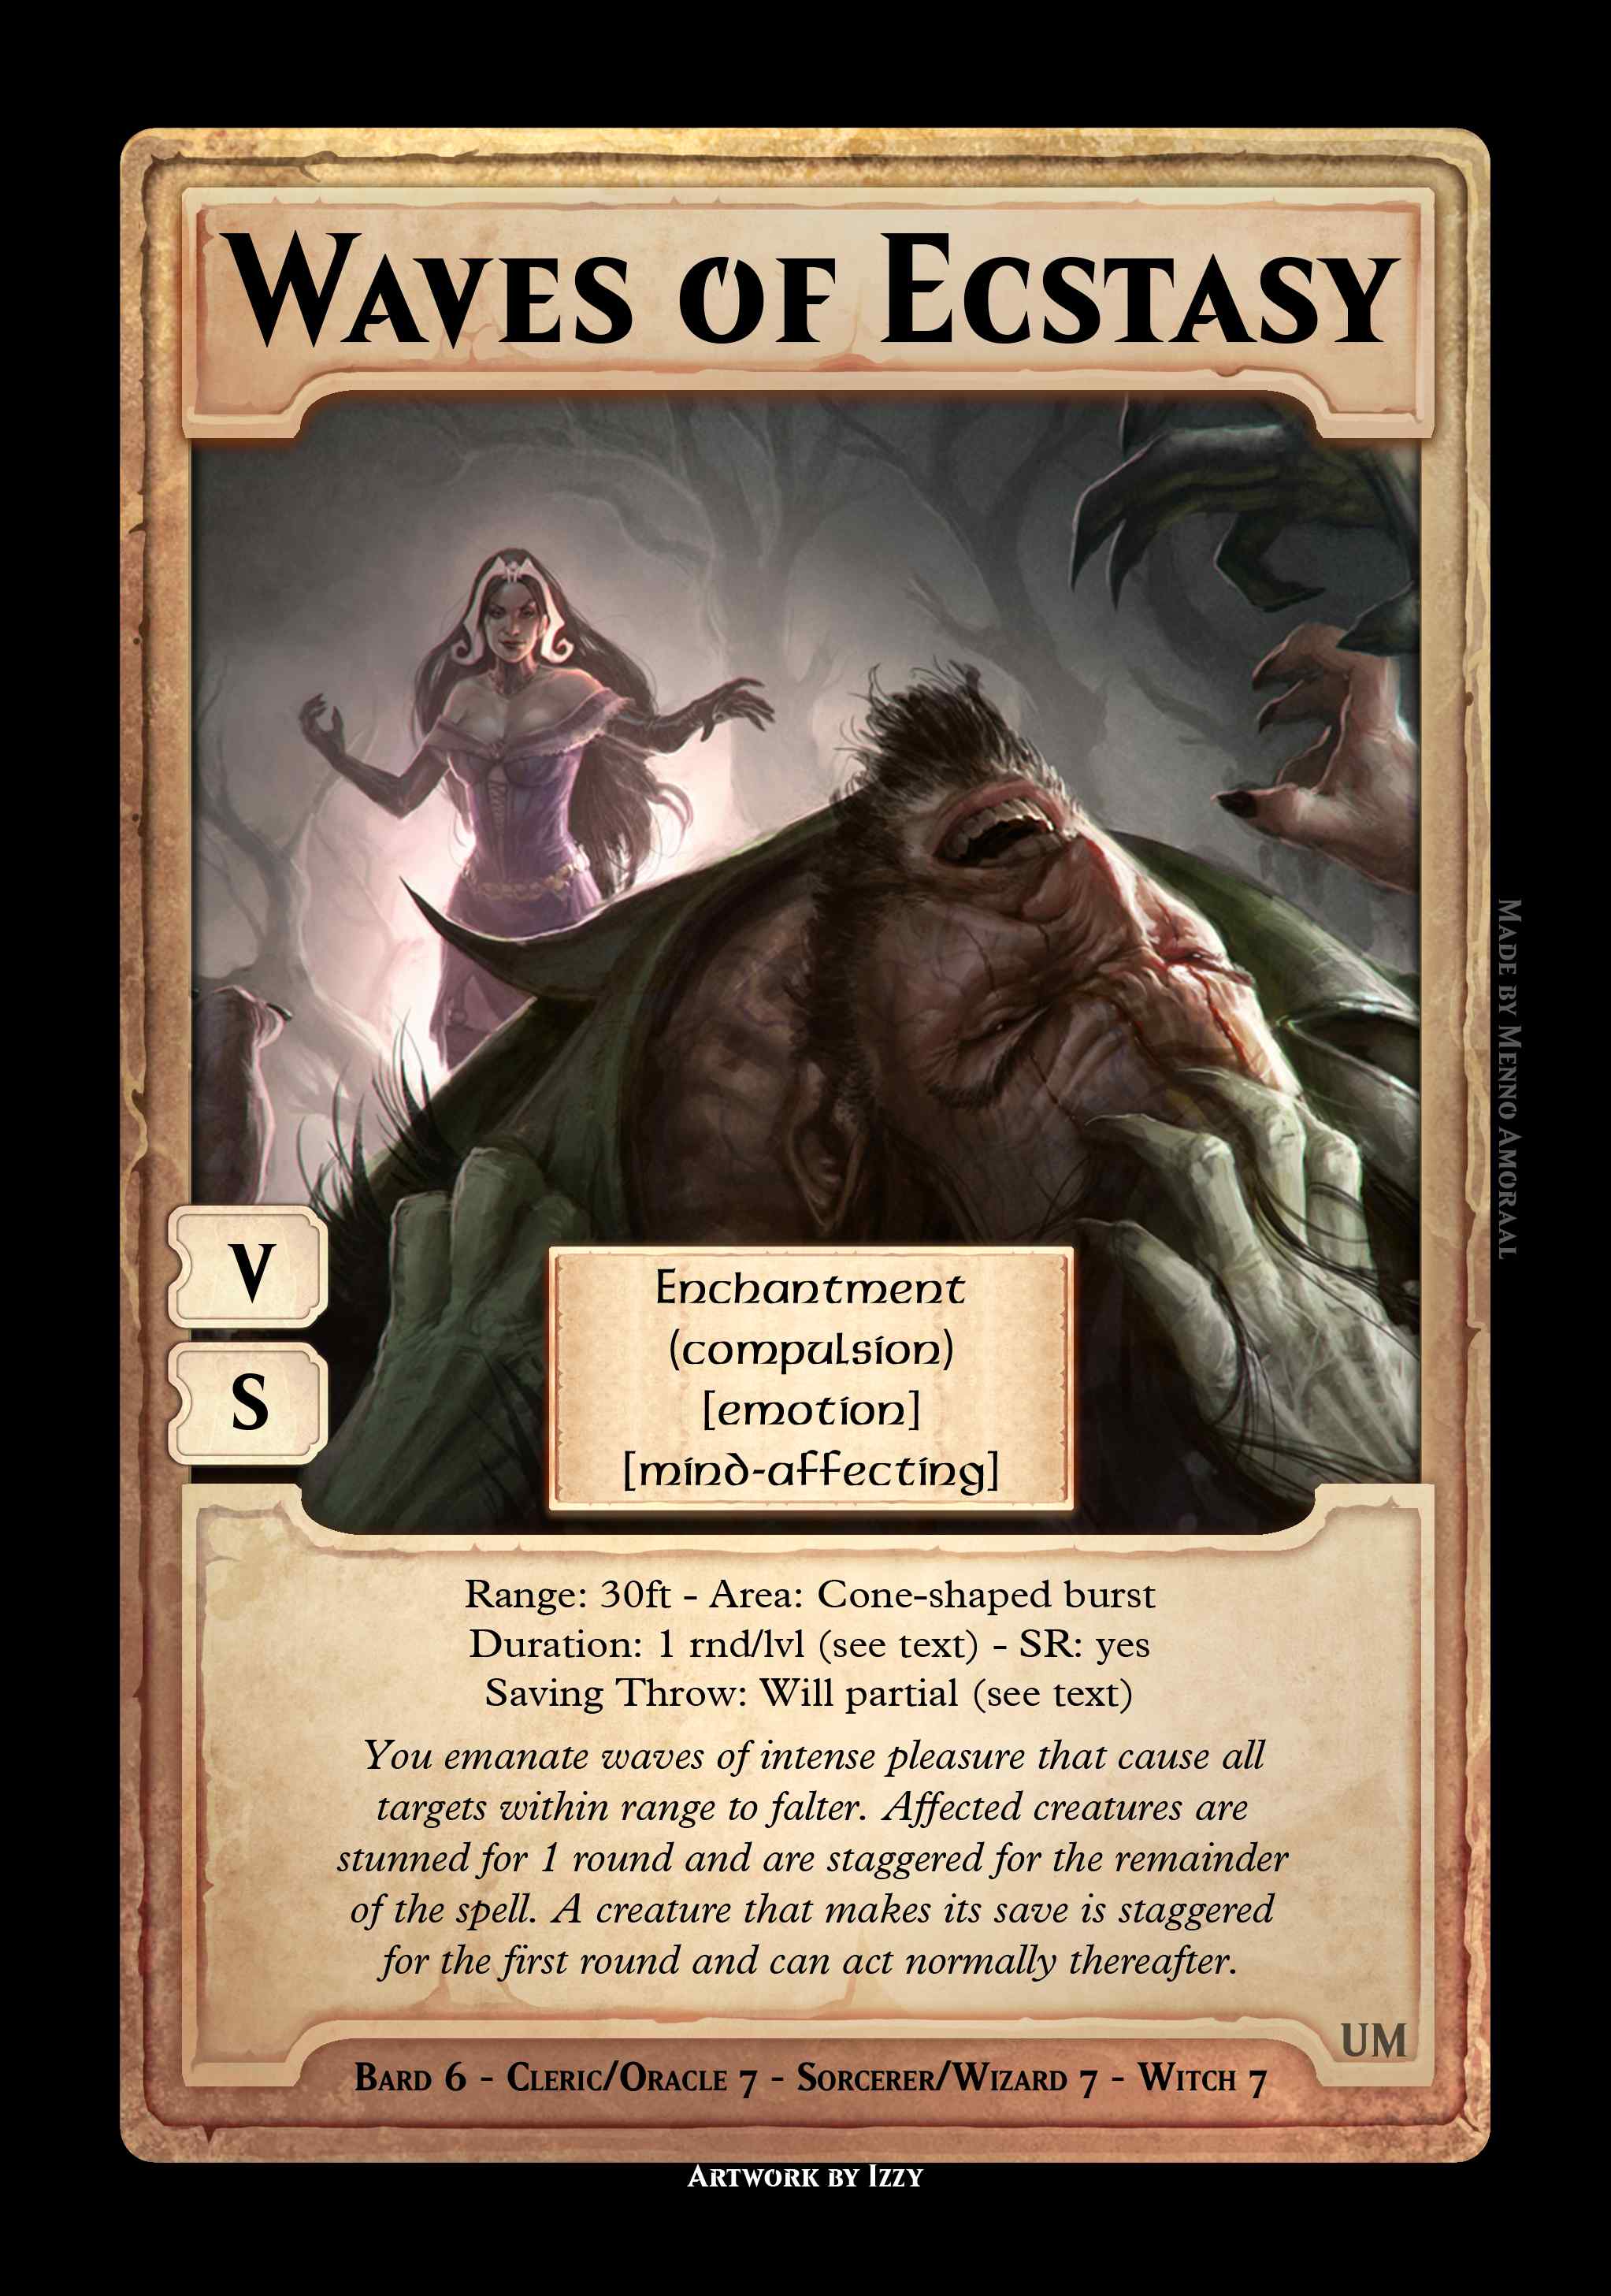 Waves of Ecstasy
V
S
Enchantment
(compulsion)
[emotion]
[mind-affecting]
Range: 30ft - Area: Cone-shaped burst
Duration: 1 rnd/lvl (see text) - SR: yes
Saving Throw: Will partial (see text)
You emanate waves of intense pleasure that cause all
targets within range to falter. Affected creatures are
stunned for 1 round and are staggered for the remainder
of the spell. A creature that makes its save is staggered
for the first round and can act normally thereafter.
UM
Bard 6 - Cleric/Oracle 7 - Sorcerer/Wizard 7 - Witch 7
Artwork by Izzy
Made by Menno Amoraal